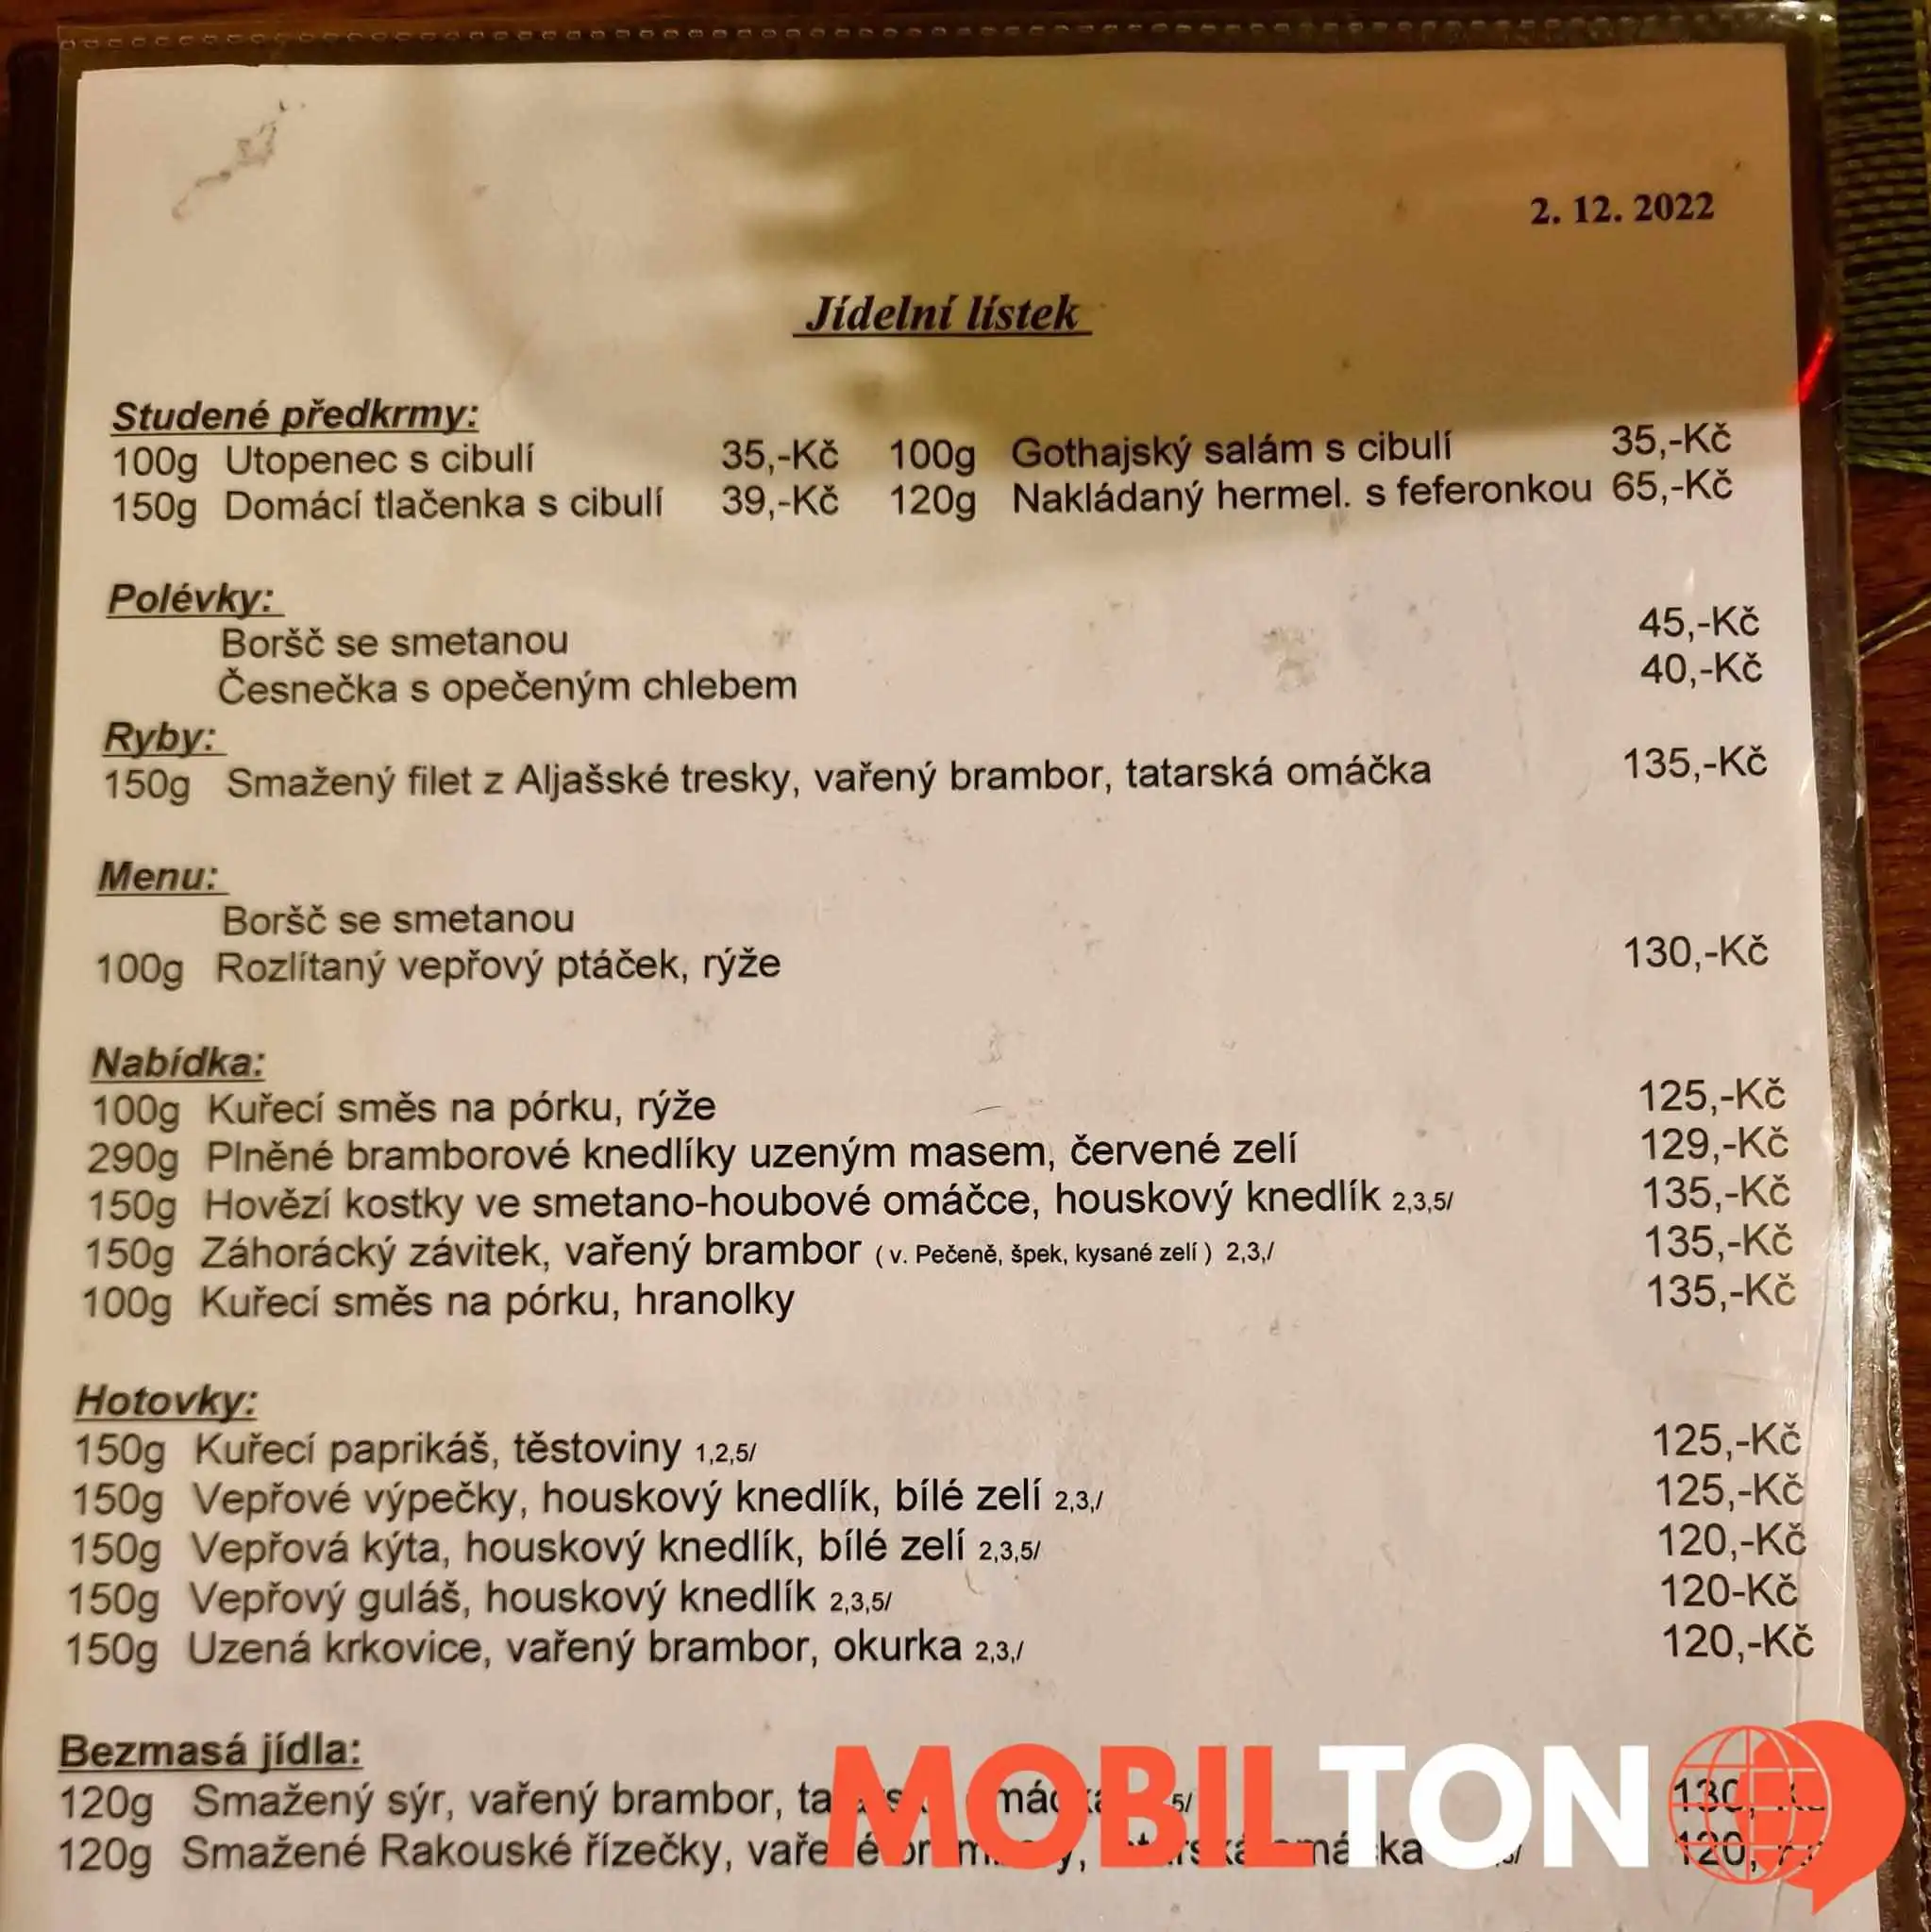 2. 12. 2022
Jídelní lístek
Studené předkrmy:
100g Utopenec s cibulí 35,-Kč 100g Gothajský salám s cibulí 35,-Kč
150g Domácí tlačenka s cibulí 39,-Kč 120g Nakládaný hermel. s feferonkou 65,-Kč
Polévky:
Boršč se smetanou 45,-Kč
Česnečka s opečeným chlebem 40,-Kč
Ryby:
150g Smažený filet z Aljašské tresky, vařený brambor, tatarská omáčka 135,-Kč
Menu:
Boršč se smetanou
100g Rozlítaný vepřový ptáček, rýže 130,-Kč
Nabídka:
100g Kuřecí směs na pórku, rýže 125,-Kč
290g Plněné bramborové knedlíky uzeným masem, červené zelí 129,-Kč
150g Hovězí kostky ve smetano-houbové omáčce, houskový knedlík 2,3,5/ 135,-Kč
150g Záhorácký závitek, vařený brambor ( v. Pečeně, špek, kysané zelí ) 2,3,/ 135,-Kč
100g Kuřecí směs na pórku, hranolky 135,-Kč
Hotovky:
150g Kuřecí paprikáš, těstoviny 1,2,5/ 125,-Kč
150g Vepřové výpečky, houskový knedlík, bílé zelí 2,3,/ 125,-Kč
150g Vepřová kýta, houskový knedlík, bílé zelí 2,3,5/ 120,-Kč
150g Vepřový guláš, houskový knedlík 2,3,5/ 120-Kč
150g Uzená krkovice, vařený brambor, okurka 2,3,/ 120,-Kč
Bezmasá jídla:
120g Smažený sýr, vařený brambor, 130,
120g Smažené Rakouské řízečky, 120,
MOBILTON